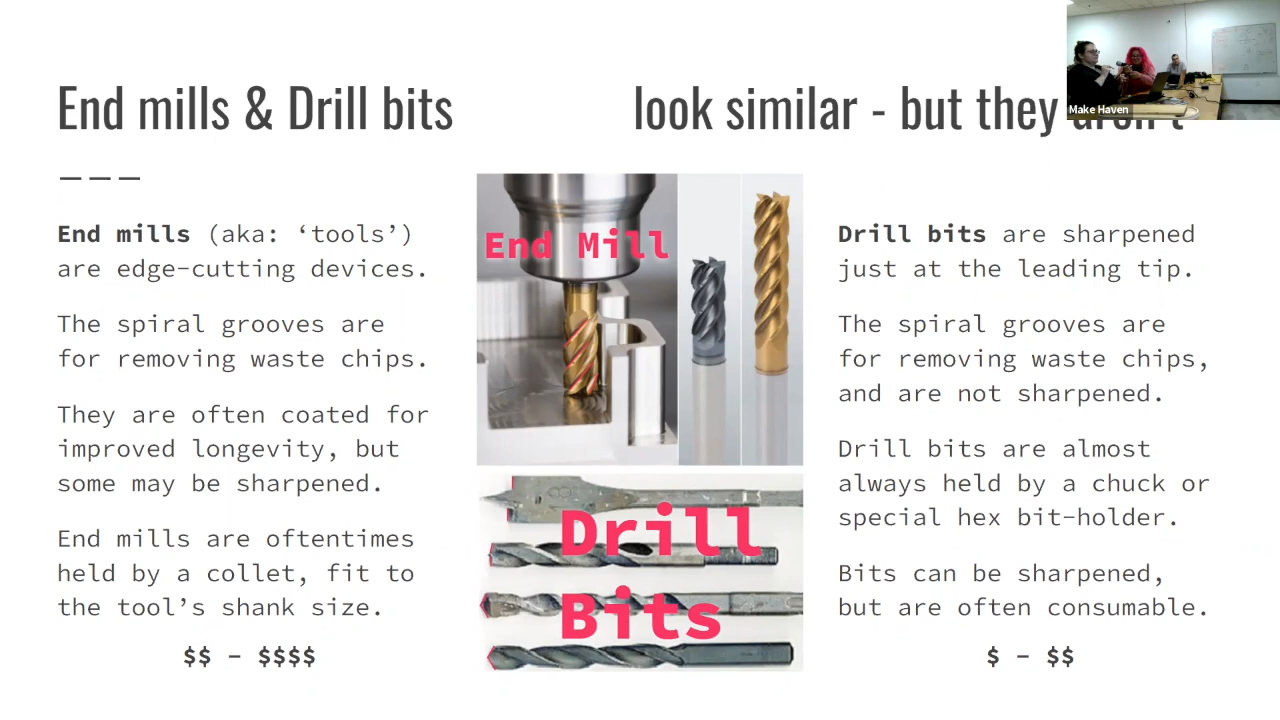 End mills & Drill bits
look similar - but they
Make Haven
———
End mills (aka: ‘tools’)
are edge-cutting devices.
The spiral grooves are
for removing waste chips.
They are often coated for
improved longevity, but
some may be sharpened.
End mills are oftentimes
held by a collet, fit to
the tool’s shank size.
$$ - $$$$
End Mill
Drill
Bits
Drill bits are sharpened
just at the leading tip.
The spiral grooves are
for removing waste chips,
and are not sharpened.
Drill bits are almost
always held by a chuck or
special hex bit-holder.
Bits can be sharpened,
but are often consumable.
$ - $$